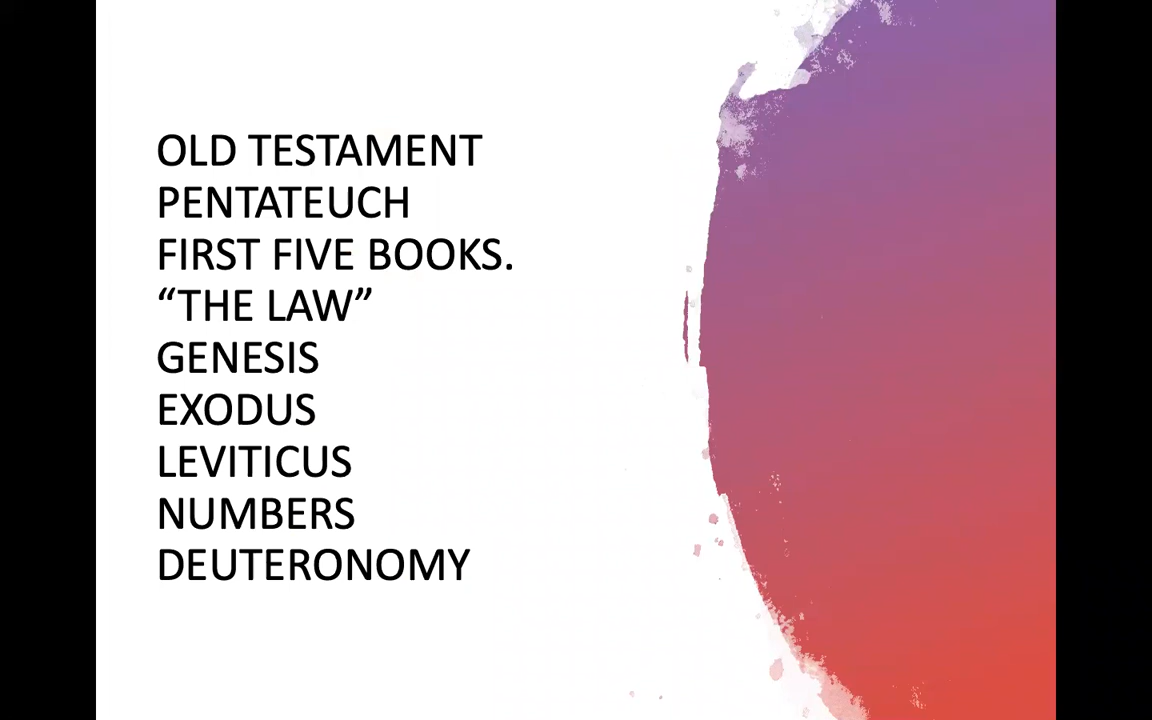 OLD TESTAMENT
PENTATEUCH
FIRST FIVE BOOKS.
“THE LAW”
GENESIS
EXODUS
LEVITICUS
NUMBERS
DEUTERONOMY